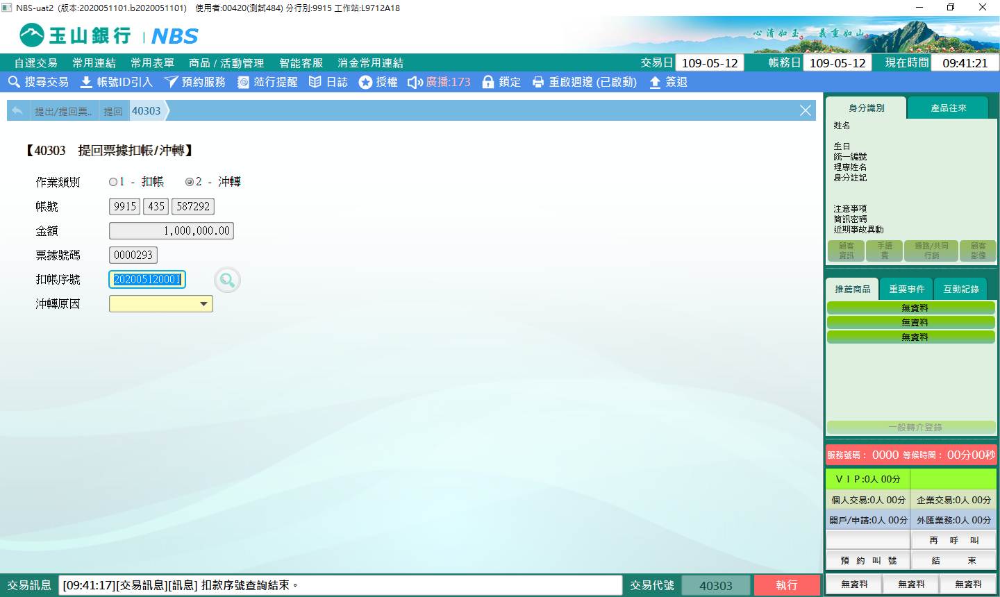 NBS-uat2 (版本:2020051101.b2020051101) 使用者:00420(測試484) 分行別:9915 工作站:L9712A18
玉山銀行 | NBS
心清如玉 義重如山
自選交易 常用連結 常用表單 商品 / 活動管理 智能客服 消金常用連結 交易日 109-05-12 帳務日 109-05-12 現在時間 09:41:21
搜尋交易 帳號ID引入 預約服務 蒞行提醒 日誌 授權 廣播:173 鎖定 重啟週邊 (已啟動) 簽退
提出/提回票.. 提回 40303
【40303 提回票據扣帳/沖轉】
作業類別 1 - 扣帳 2 - 沖轉
帳號 9915 435 587292
金額 1,000,000.00
票據號碼 0000293
扣帳序號 202005120001
沖轉原因
身分識別 產品往來
姓名
生日
統一編號
理專姓名
身分註記
注意事項
簡訊密碼
近期事故異動
顧客資訊 手續費 通路/共同行銷 顧客影像
推薦商品 重要事件 互動記錄
無資料
無資料
無資料
一般轉介登錄
服務號碼： 0000 等候時間： 00分00秒
ＶＩＰ:0人 00分
個人交易:0人 00分 企業交易:0人 00分
開戶/申請:0人 00分 外匯業務:0人 00分
再 呼 叫
預 約 叫 號 結 束
無資料 無資料 無資料
交易訊息 [09:41:17][交易訊息][訊息] 扣款序號查詢結束。 交易代號 40303 執行